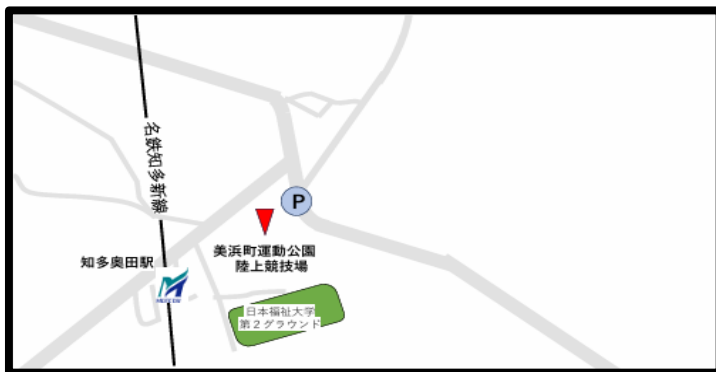 名鉄知多新線
P
知多奥田駅
美浜町運動公園
陸上競技場
日本福祉大学
第２グラウンド